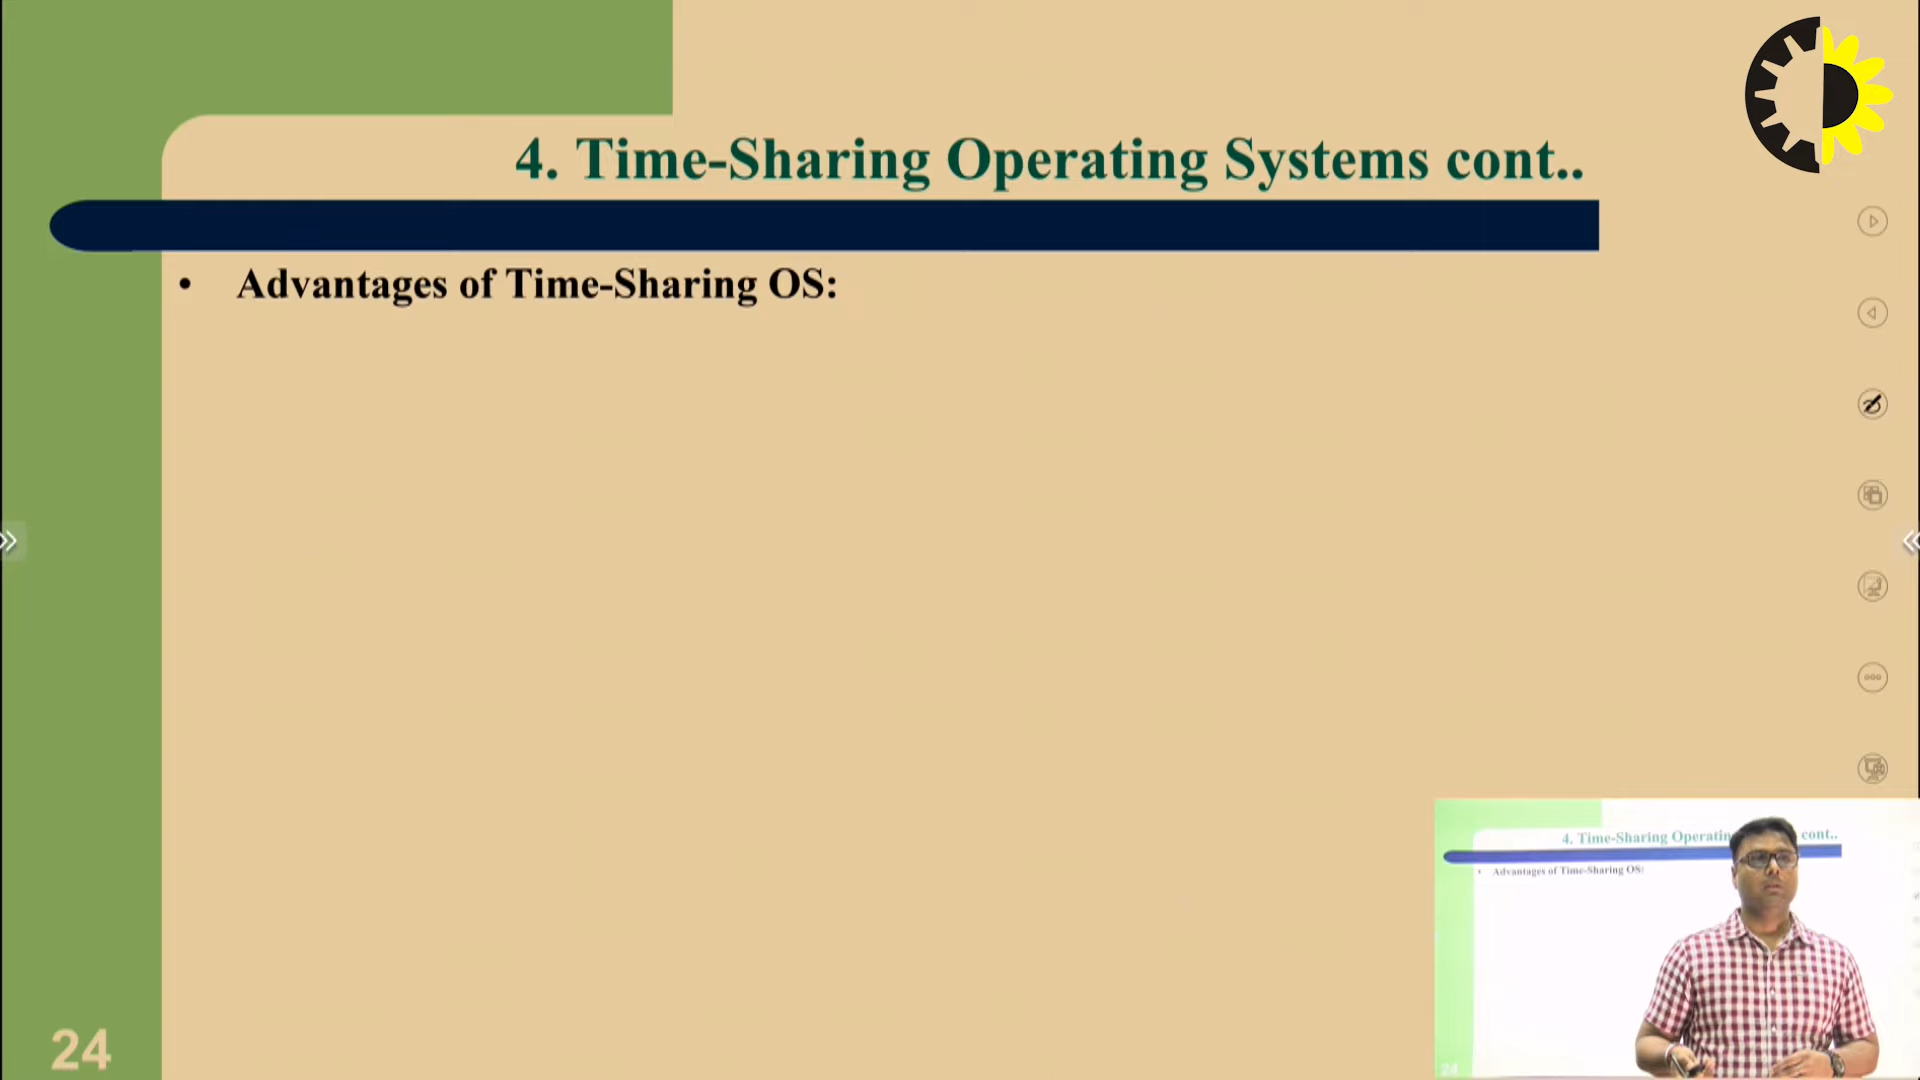 4. Time-Sharing Operating Systems cont..
• Advantages of Time-Sharing OS:
24
4. Time-Sharing Operatin cont..
• Advantages of Time-Sharing OS:
24